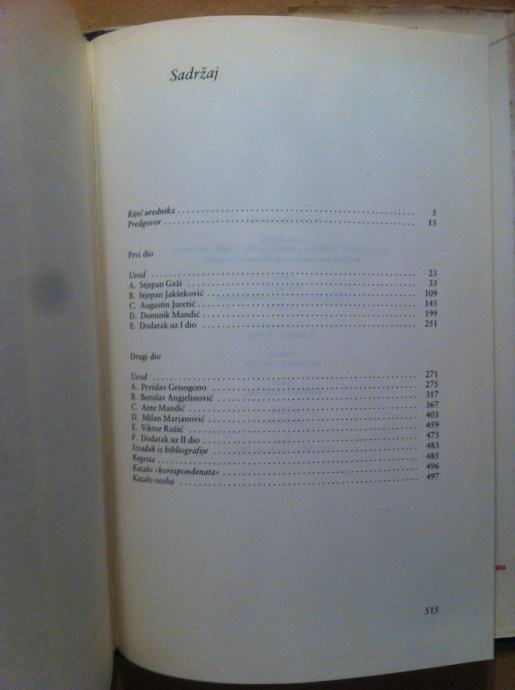 Sadržaj
Riječ urednika 5
Predgovor 13
Prvi dio
Uvod 23
A. Stjepan Gaži 33
B. Stjepan Jakšeković 109
C. Augustin Juretić 145
D. Dominik Mandić 199
E. Dodatak uz I dio 251
Drugi dio
Uvod 271
A. Prvislav Grisogono 275
B. Berislav Angjelinović 317
C. Ante Mandić 367
D. Milan Marjanović 403
E. Viktor Ružić 459
F. Dodatak uz II dio 473
Izvadak iz bibliografije 483
Regesta 485
Kazalo »korespondenata« 496
Kazalo osoba 497
515